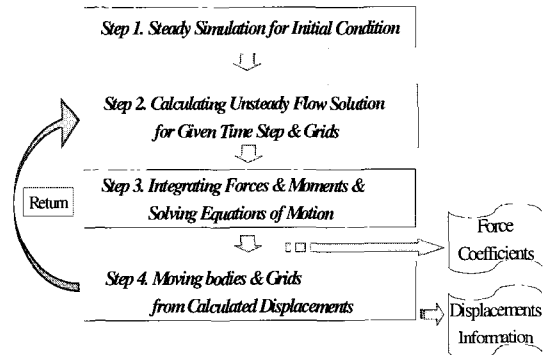 Step 1. Steady Simulation for Initial Condition
Step 2. Calculating Unsteady Flow Solution
for Given Time Step & Grids
Step 3. Integrating Forces & Moments &
Solving Equations of Motion
Return
Force
Coefficients
Step 4. Moving bodies & Grids
from Calculated Displacements
Displacements
Information